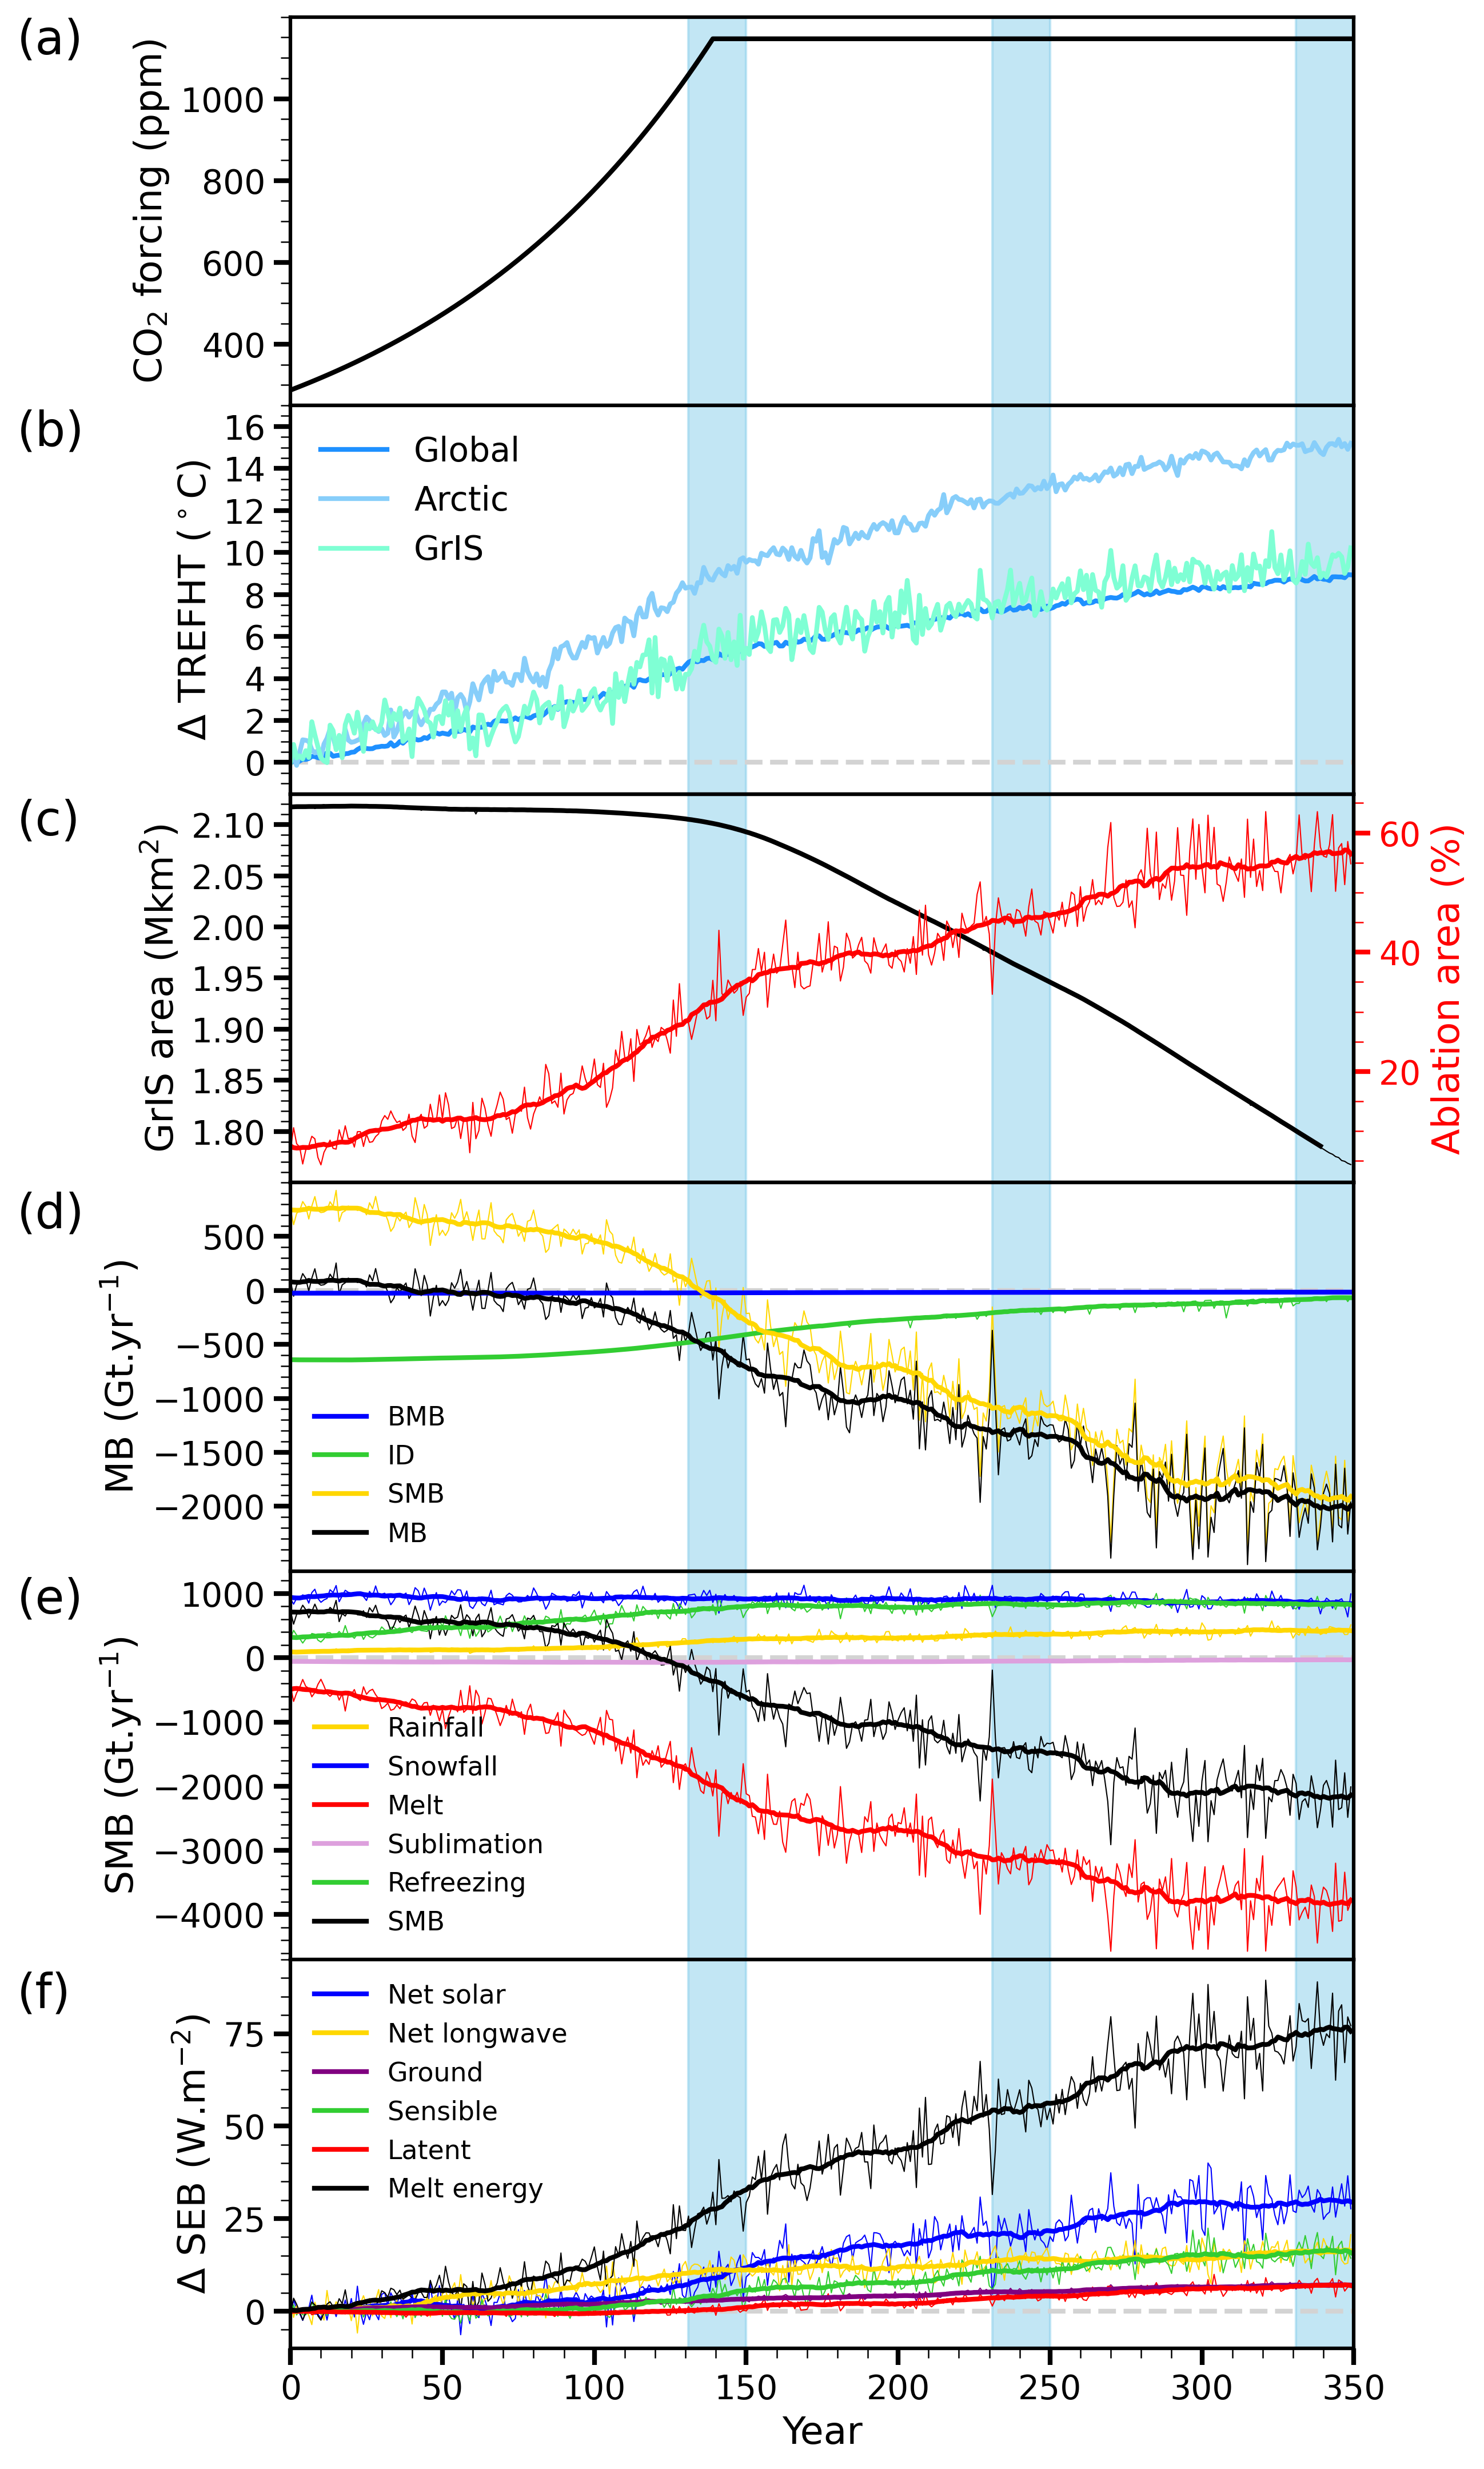 (a)
CO₂ forcing (ppm)
1000
800
600
400
(b)
Δ TREFHT (°C)
16
14
12
10
8
6
4
2
0
Global
Arctic
GrIS
(c)
GrIS area (Mkm²)
2.10
2.05
2.00
1.95
1.90
1.85
1.80
60
40
20
Ablation area (%)
(d)
MB (Gt.yr⁻¹)
500
0
−500
−1000
−1500
−2000
BMB
ID
SMB
MB
(e)
SMB (Gt.yr⁻¹)
1000
0
−1000
−2000
−3000
−4000
Rainfall
Snowfall
Melt
Sublimation
Refreezing
SMB
(f)
Δ SEB (W.m⁻²)
75
50
25
0
Net solar
Net longwave
Ground
Sensible
Latent
Melt energy
0 50 100 150 200 250 300 350
Year